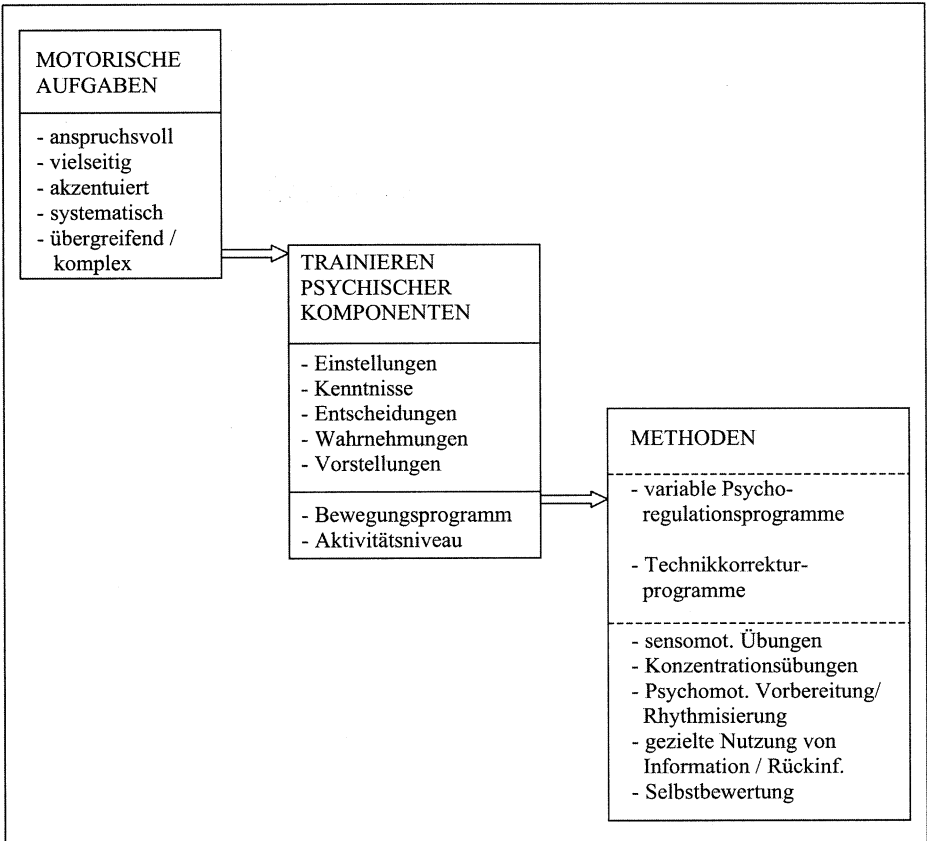 MOTORISCHE
AUFGABEN
- anspruchsvoll
- vielseitig
- akzentuiert
- systematisch
- übergreifend /
komplex
TRAINIEREN
PSYCHISCHER
KOMPONENTEN
- Einstellungen
- Kenntnisse
- Entscheidungen
- Wahrnehmungen
- Vorstellungen
- Bewegungsprogramm
- Aktivitätsniveau
METHODEN
- variable Psycho-
regulationsprogramme
- Technikkorrektur-
programme
- sensomot. Übungen
- Konzentrationsübungen
- Psychomot. Vorbereitung/
Rhythmisierung
- gezielte Nutzung von
Information / Rückinf.
- Selbstbewertung